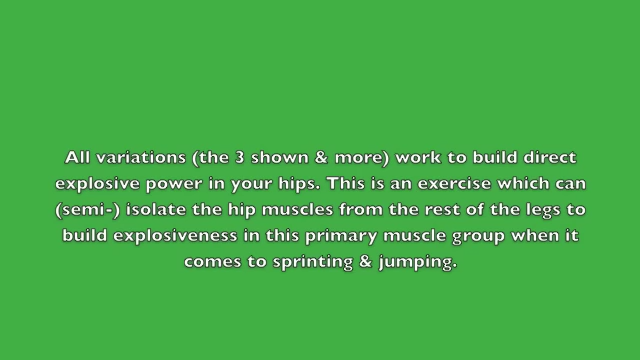 All variations (the 3 shown & more) work to build direct
explosive power in your hips. This is an exercise which can
(semi-) isolate the hip muscles from the rest of the legs to
build explosiveness in this primary muscle group when it
comes to sprinting & jumping.